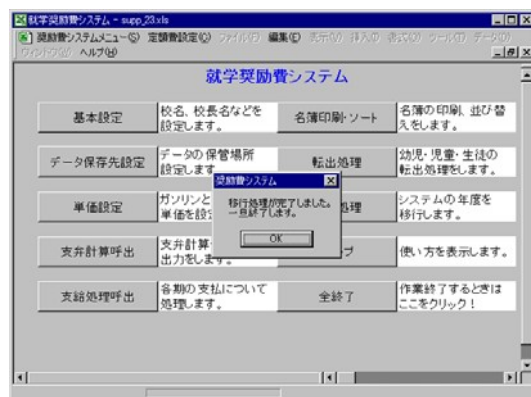 就学奨励費システム - supp_23.xls
奨励費システムメニュー(S) 定額費設定(Q) ファイル(F) 編集(E) 表示(V) 挿入(I) 書式(O) ツール(T) データ(D)
ウィンドウ(W) ヘルプ(H)
就学奨励費システム
基本設定
校名、校長名などを
設定します。
名簿印刷・ソート
名簿の印刷、並び替
えをします。
データ保存先設定
データの保管場所
設定します
転出処理
幼児・児童・生徒の
転出処理をします。
奨励費システム
移行処理が完了しました。
一旦終了します。
OK
単価設定
ガソリンと
単価を設
処理
システムの年度を
移行します。
支弁計算呼出
支弁計算
出力をします。
プ
使い方を表示します。
支給処理呼出
各期の支払について
処理します。
全終了
作業終了するときは
ここをクリック！